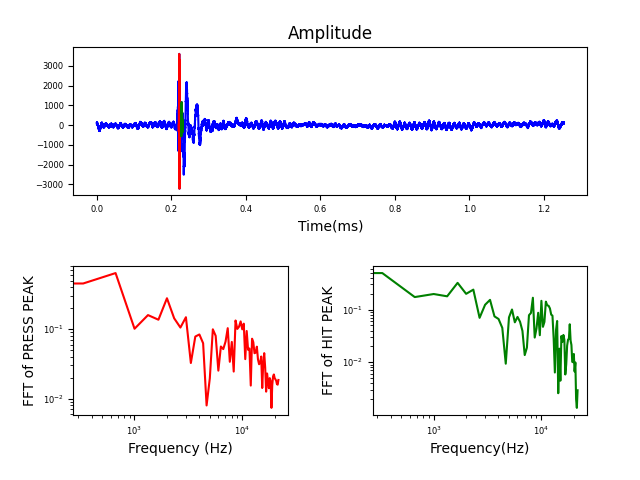 Amplitude
3000
2000
1000
0
−1000
−2000
−3000
0.0 0.2 0.4 0.6 0.8 1.0 1.2
Time(ms)
FFT of PRESS PEAK
10⁻¹
10⁻²
10³ 10⁴
Frequency (Hz)
FFT of HIT PEAK
10⁻¹
10⁻²
10³ 10⁴
Frequency(Hz)